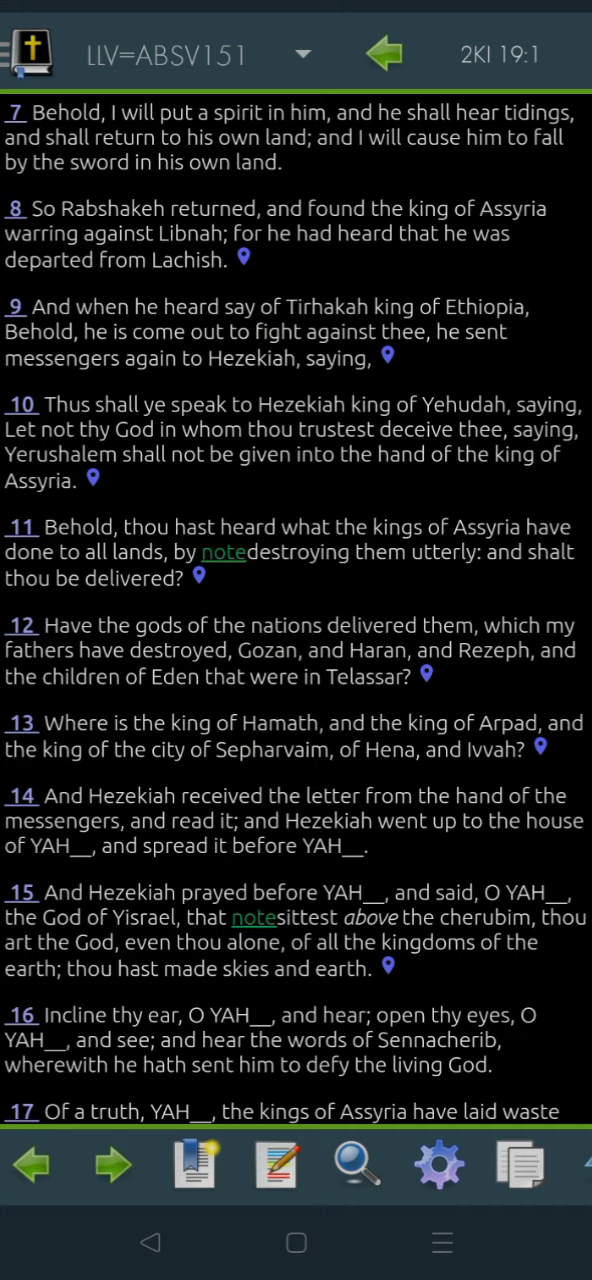 LLV=ABSV151
2KI 19:1
7 Behold, I will put a spirit in him, and he shall hear tidings,
and shall return to his own land; and I will cause him to fall
by the sword in his own land.
8 So Rabshakeh returned, and found the king of Assyria
warring against Libnah; for he had heard that he was
departed from Lachish.
9 And when he heard say of Tirhakah king of Ethiopia,
Behold, he is come out to fight against thee, he sent
messengers again to Hezekiah, saying,
10 Thus shall ye speak to Hezekiah king of Yehudah, saying,
Let not thy God in whom thou trustest deceive thee, saying,
Yerushalem shall not be given into the hand of the king of
Assyria.
11 Behold, thou hast heard what the kings of Assyria have
done to all lands, by notedestroying them utterly: and shalt
thou be delivered?
12 Have the gods of the nations delivered them, which my
fathers have destroyed, Gozan, and Haran, and Rezeph, and
the children of Eden that were in Telassar?
13 Where is the king of Hamath, and the king of Arpad, and
the king of the city of Sepharvaim, of Hena, and Ivvah?
14 And Hezekiah received the letter from the hand of the
messengers, and read it; and Hezekiah went up to the house
of YAH__, and spread it before YAH__.
15 And Hezekiah prayed before YAH__, and said, O YAH__,
the God of Yisrael, that notesittest above the cherubim, thou
art the God, even thou alone, of all the kingdoms of the
earth; thou hast made skies and earth.
16 Incline thy ear, O YAH__, and hear; open thy eyes, O
YAH__, and see; and hear the words of Sennacherib,
wherewith he hath sent him to defy the living God.
17 Of a truth, YAH__, the kings of Assyria have laid waste